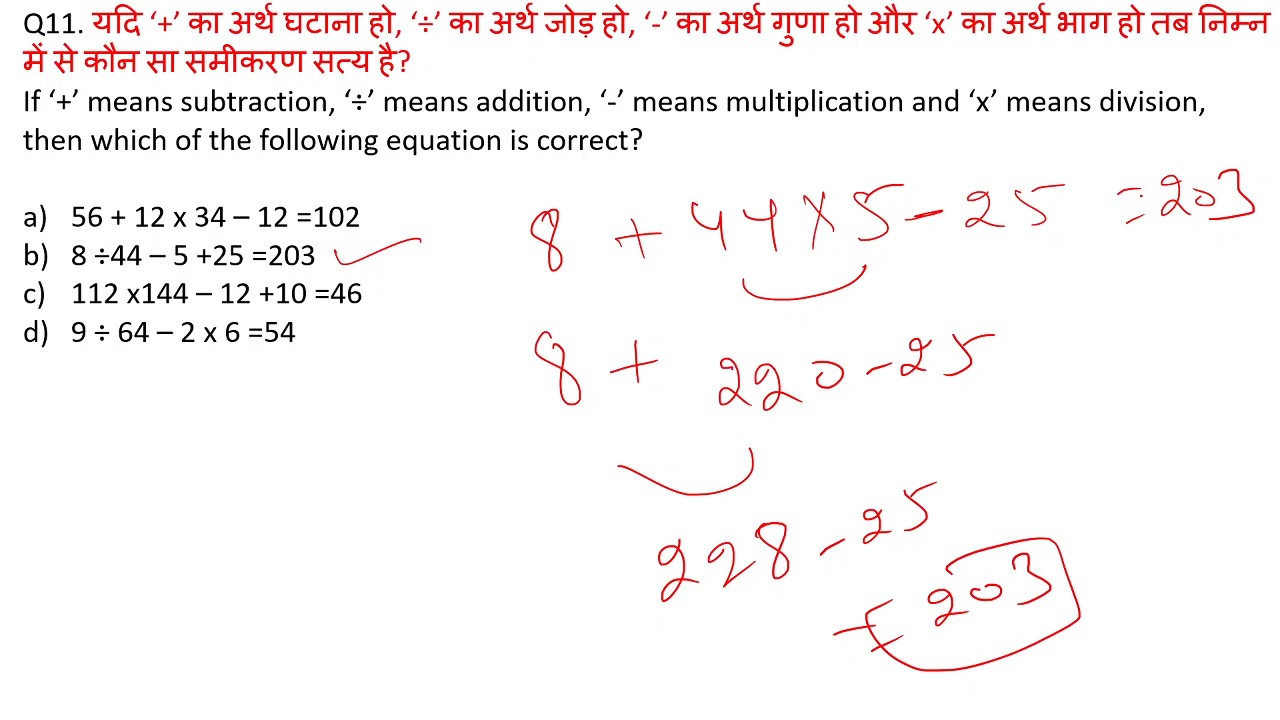 Q11. यदि ‘+’ का अर्थ घटाना हो, ‘÷’ का अर्थ जोड़ हो, ‘-’ का अर्थ गुणा हो और ‘x’ का अर्थ भाग हो तब निम्न
में से कौन सा समीकरण सत्य है?
If ‘+’ means subtraction, ‘÷’ means addition, ‘-’ means multiplication and ‘x’ means division,
then which of the following equation is correct?
a) 56 + 12 x 34 – 12 =102
b) 8 ÷44 – 5 +25 =203
c) 112 x144 – 12 +10 =46
d) 9 ÷ 64 – 2 x 6 =54
8 + 44 x 5 - 25 = 203
8 + 220 - 25
228 - 25
= 203